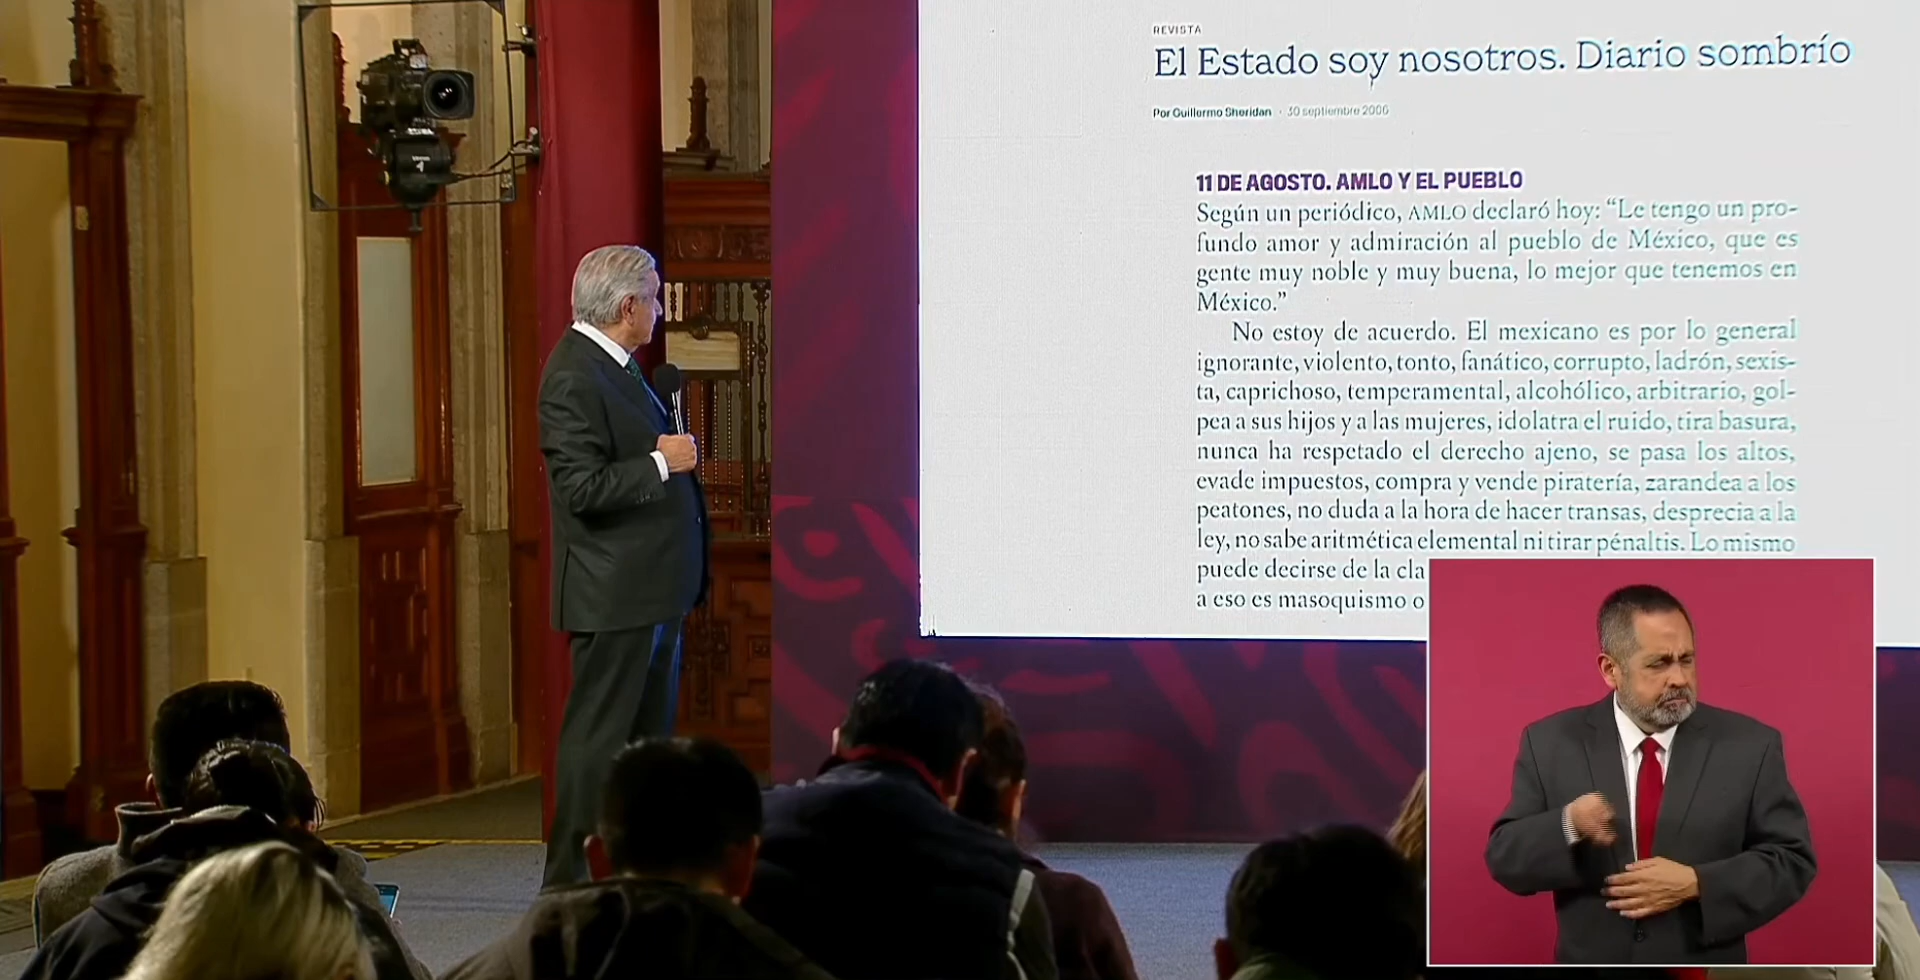 REVISTA
El Estado soy nosotros. Diario sombrío
Por Guillermo Sheridan · 30 septiembre 2006
11 DE AGOSTO. AMLO Y EL PUEBLO
Según un periódico, AMLO declaró hoy: “Le tengo un pro-
fundo amor y admiración al pueblo de México, que es
gente muy noble y muy buena, lo mejor que tenemos en
México.”
No estoy de acuerdo. El mexicano es por lo general
ignorante, violento, tonto, fanático, corrupto, ladrón, sexis-
ta, caprichoso, temperamental, alcohólico, arbitrario, gol-
pea a sus hijos y a las mujeres, idolatra el ruido, tira basura,
nunca ha respetado el derecho ajeno, se pasa los altos,
evade impuestos, compra y vende piratería, zarandea a los
peatones, no duda a la hora de hacer transas, desprecia a la
ley, no sabe aritmética elemental ni tirar pénaltis. Lo mismo
puede decirse de la cla
a eso es masoquismo o